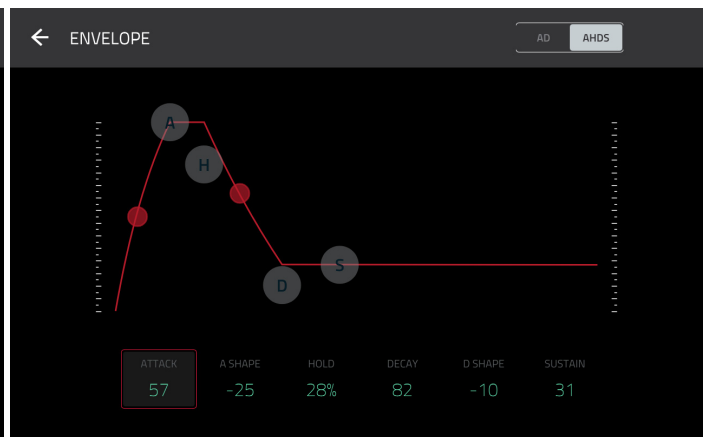 ENVELOPE
AD AHDS
A
H
D
S
ATTACK A SHAPE HOLD DECAY D SHAPE SUSTAIN
57 -25 28% 82 -10 31